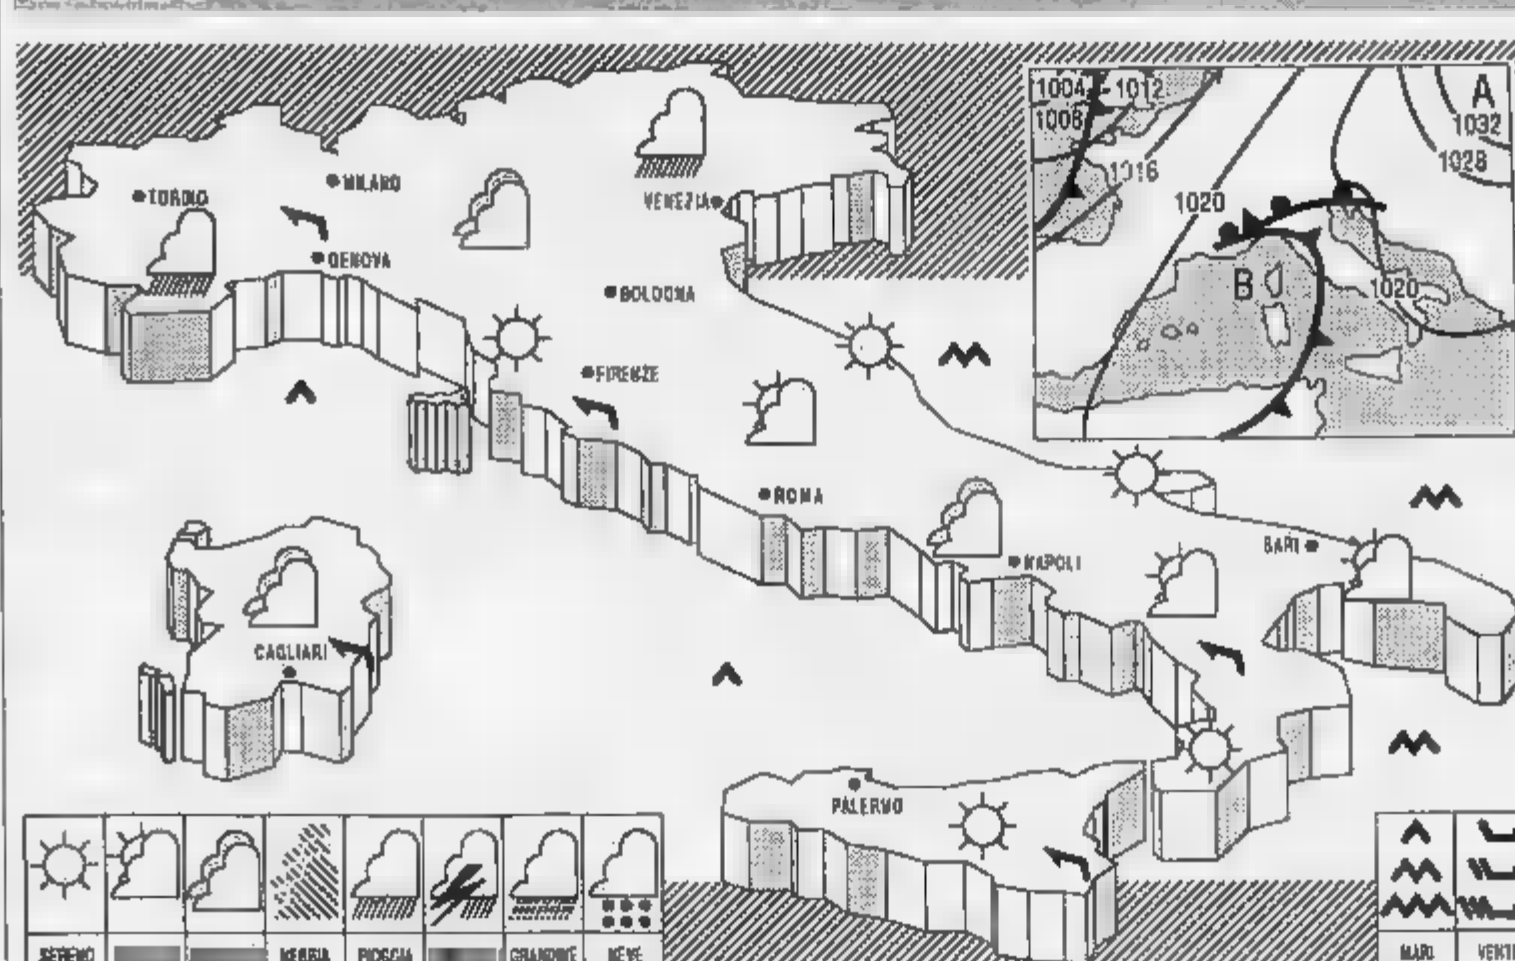 1004 1012
1008
A
1032
1028
1016
1020
B
1020
TORINO
MILANO
VENEZIA
GENOVA
BOLOGNA
FIRENZE
ROMA
NAPOLI
BARI
CAGLIARI
PALERMO
SERENO NEBBIA PIOGGIA GRANDINE NEVE
MARI VENTI